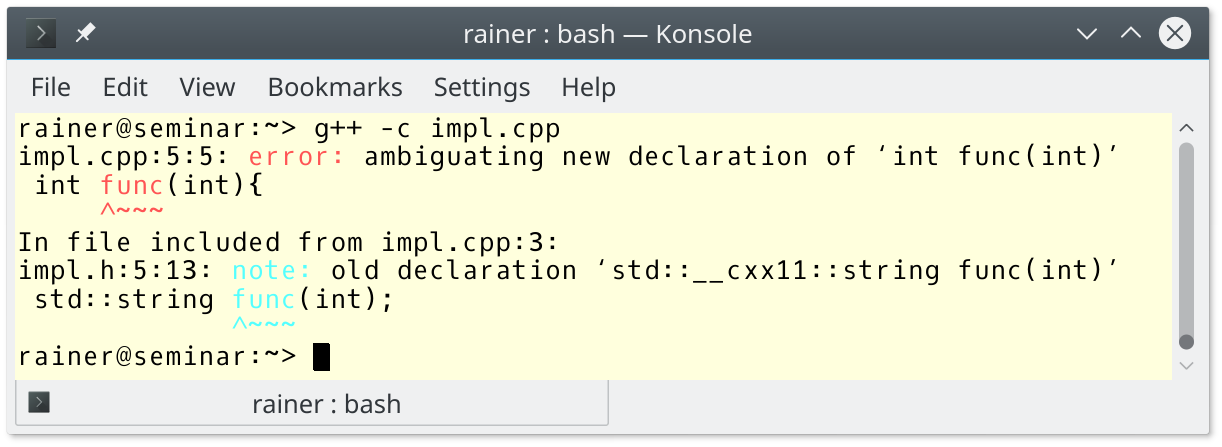 rainer : bash — Konsole
File Edit View Bookmarks Settings Help
rainer@seminar:~> g++ -c impl.cpp
impl.cpp:5:5: error: ambiguating new declaration of ‘int func(int)’
 int func(int){
     ^~~~
In file included from impl.cpp:3:
impl.h:5:13: note: old declaration ‘std::__cxx11::string func(int)’
 std::string func(int);
             ^~~~
rainer@seminar:~>
rainer : bash